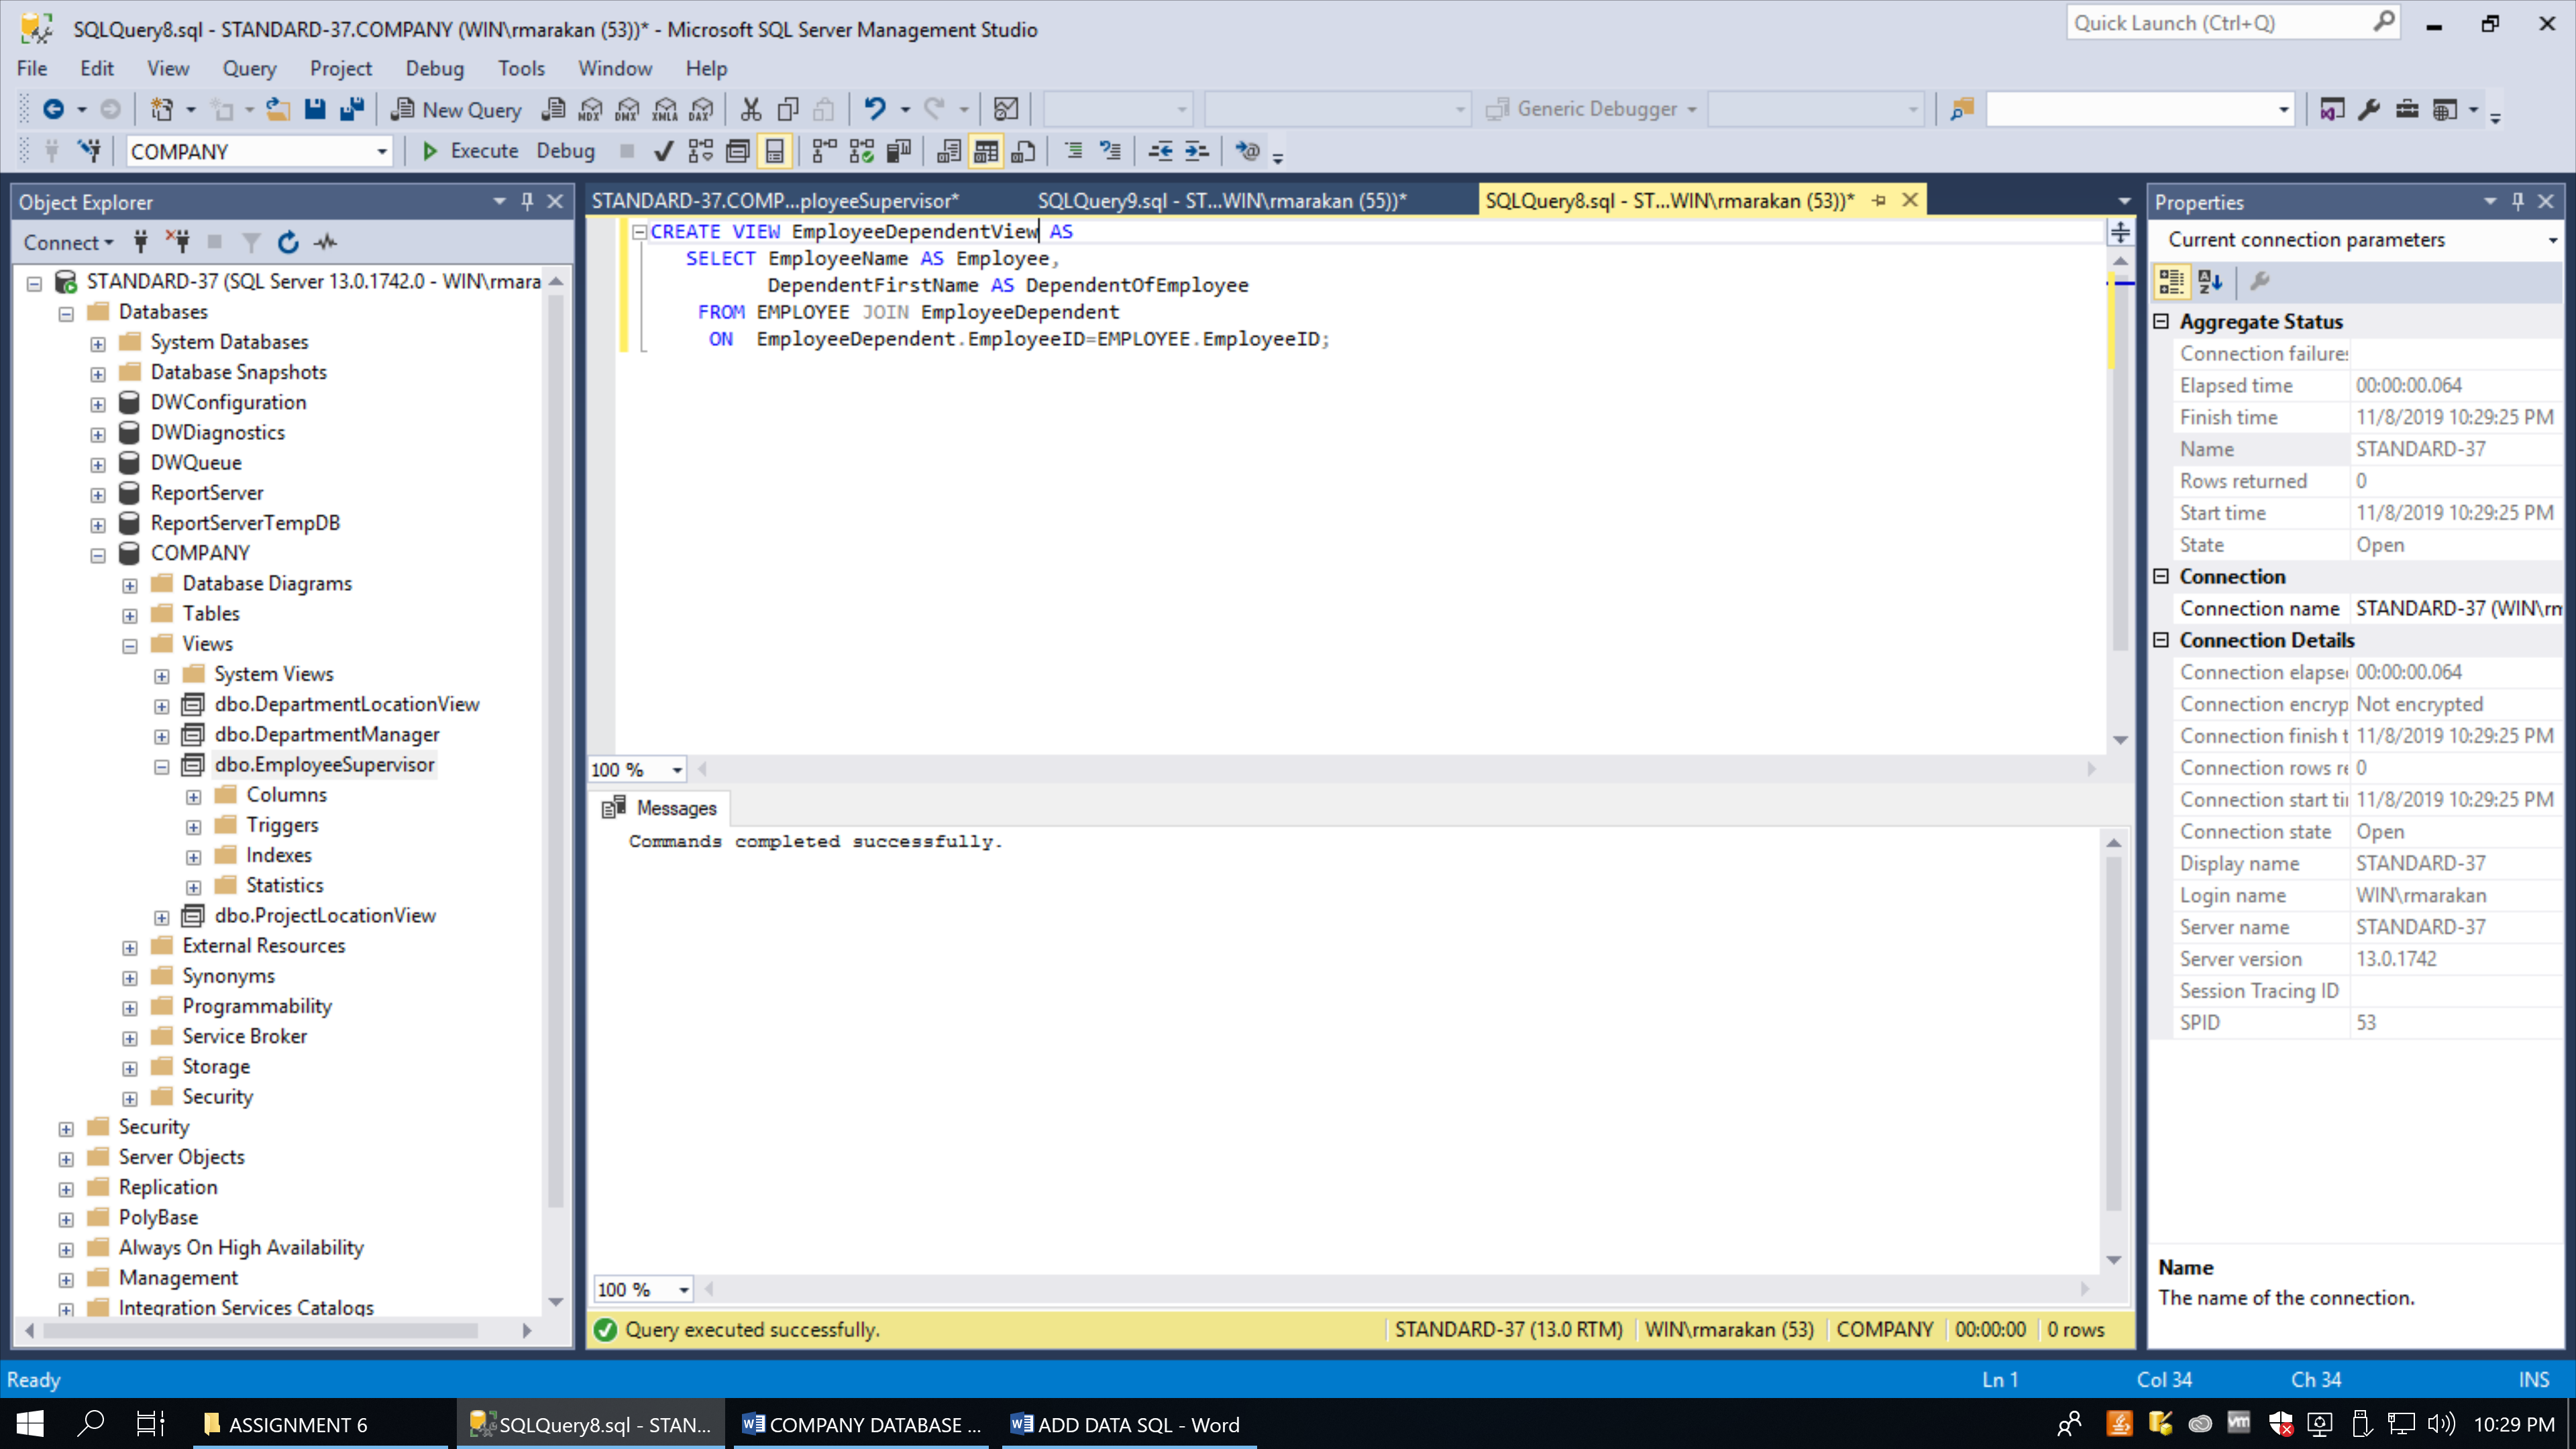 SQLQuery8.sql - STANDARD-37.COMPANY (WIN\rmarakan (53))* - Microsoft SQL Server Management Studio
Quick Launch (Ctrl+Q)
File Edit View Query Project Debug Tools Window Help
New Query MDX DMX XMLA DAX Generic Debugger
COMPANY Execute Debug
Object Explorer
Connect
STANDARD-37 (SQL Server 13.0.1742.0 - WIN\rmara
Databases
System Databases
Database Snapshots
DWConfiguration
DWDiagnostics
DWQueue
ReportServer
ReportServerTempDB
COMPANY
Database Diagrams
Tables
Views
System Views
dbo.DepartmentLocationView
dbo.DepartmentManager
dbo.EmployeeSupervisor
Columns
Triggers
Indexes
Statistics
dbo.ProjectLocationView
External Resources
Synonyms
Programmability
Service Broker
Storage
Security
Security
Server Objects
Replication
PolyBase
Always On High Availability
Management
Integration Services Catalogs
STANDARD-37.COMP...ployeeSupervisor* SQLQuery9.sql - ST...WIN\rmarakan (55))* SQLQuery8.sql - ST...WIN\rmarakan (53))*
CREATE VIEW EmployeeDependentView AS
SELECT EmployeeName AS Employee,
DependentFirstName AS DependentOfEmployee
FROM EMPLOYEE JOIN EmployeeDependent
ON EmployeeDependent.EmployeeID=EMPLOYEE.EmployeeID;
100 %
Messages
Commands completed successfully.
100 %
Query executed successfully. STANDARD-37 (13.0 RTM) WIN\rmarakan (53) COMPANY 00:00:00 0 rows
Properties
Current connection parameters
Aggregate Status
Connection failure
Elapsed time 00:00:00.064
Finish time 11/8/2019 10:29:25 PM
Name STANDARD-37
Rows returned 0
Start time 11/8/2019 10:29:25 PM
State Open
Connection
Connection name STANDARD-37 (WIN\rm
Connection Details
Connection elapse 00:00:00.064
Connection encryp Not encrypted
Connection finish t 11/8/2019 10:29:25 PM
Connection rows re 0
Connection start ti 11/8/2019 10:29:25 PM
Connection state Open
Display name STANDARD-37
Login name WIN\rmarakan
Server name STANDARD-37
Server version 13.0.1742
Session Tracing ID
SPID 53
Name
The name of the connection.
Ready Ln 1 Col 34 Ch 34 INS
ASSIGNMENT 6 SQLQuery8.sql - STAN... COMPANY DATABASE ... ADD DATA SQL - Word 10:29 PM